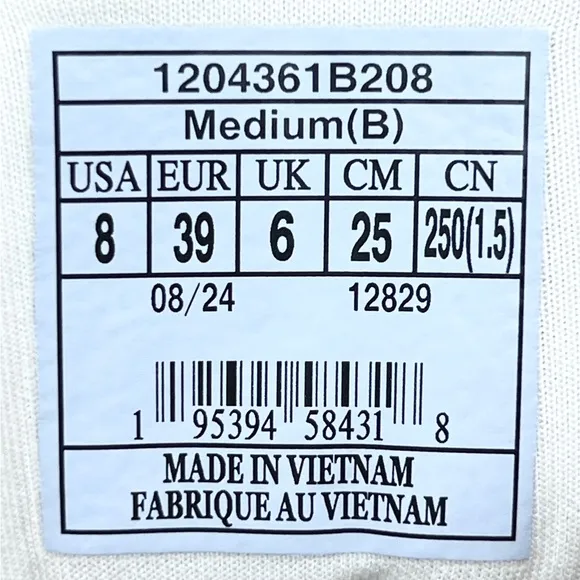 1204361B208
Medium(B)
USA EUR UK CM CN
8 39 6 25 250(1.5)
08/24 12829
1 95394 58431 8
MADE IN VIETNAM
FABRIQUE AU VIETNAM